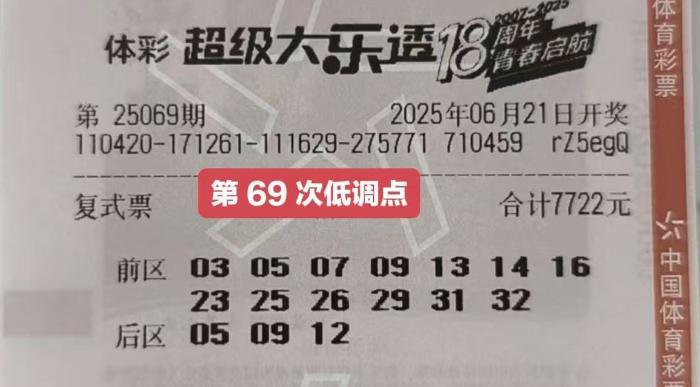 体彩 超级大乐透 18周年 2007-2025 青春启航
第 25069期 2025年06月21日开奖
110420-171261-111629-275771 710459 rZ5egQ
第 69 次低调点
复式票 合计7722元
前区 03 05 07 09 13 14 16
23 25 26 29 31 32
后区 05 09 12
体育彩票
中国体育彩票